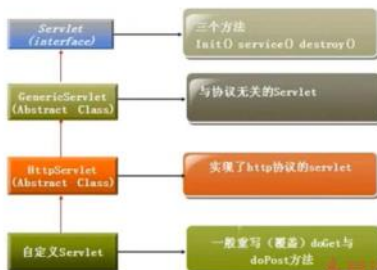 Servlet
(interface)
三个方法
Init() service() destroy()
GenericServlet
(Abstract Class)
与协议无关的Servlet
HttpServlet
(Abstract Class)
实现了http协议的servlet
自定义Servlet
一般重写（覆盖）doGet与
doPost方法